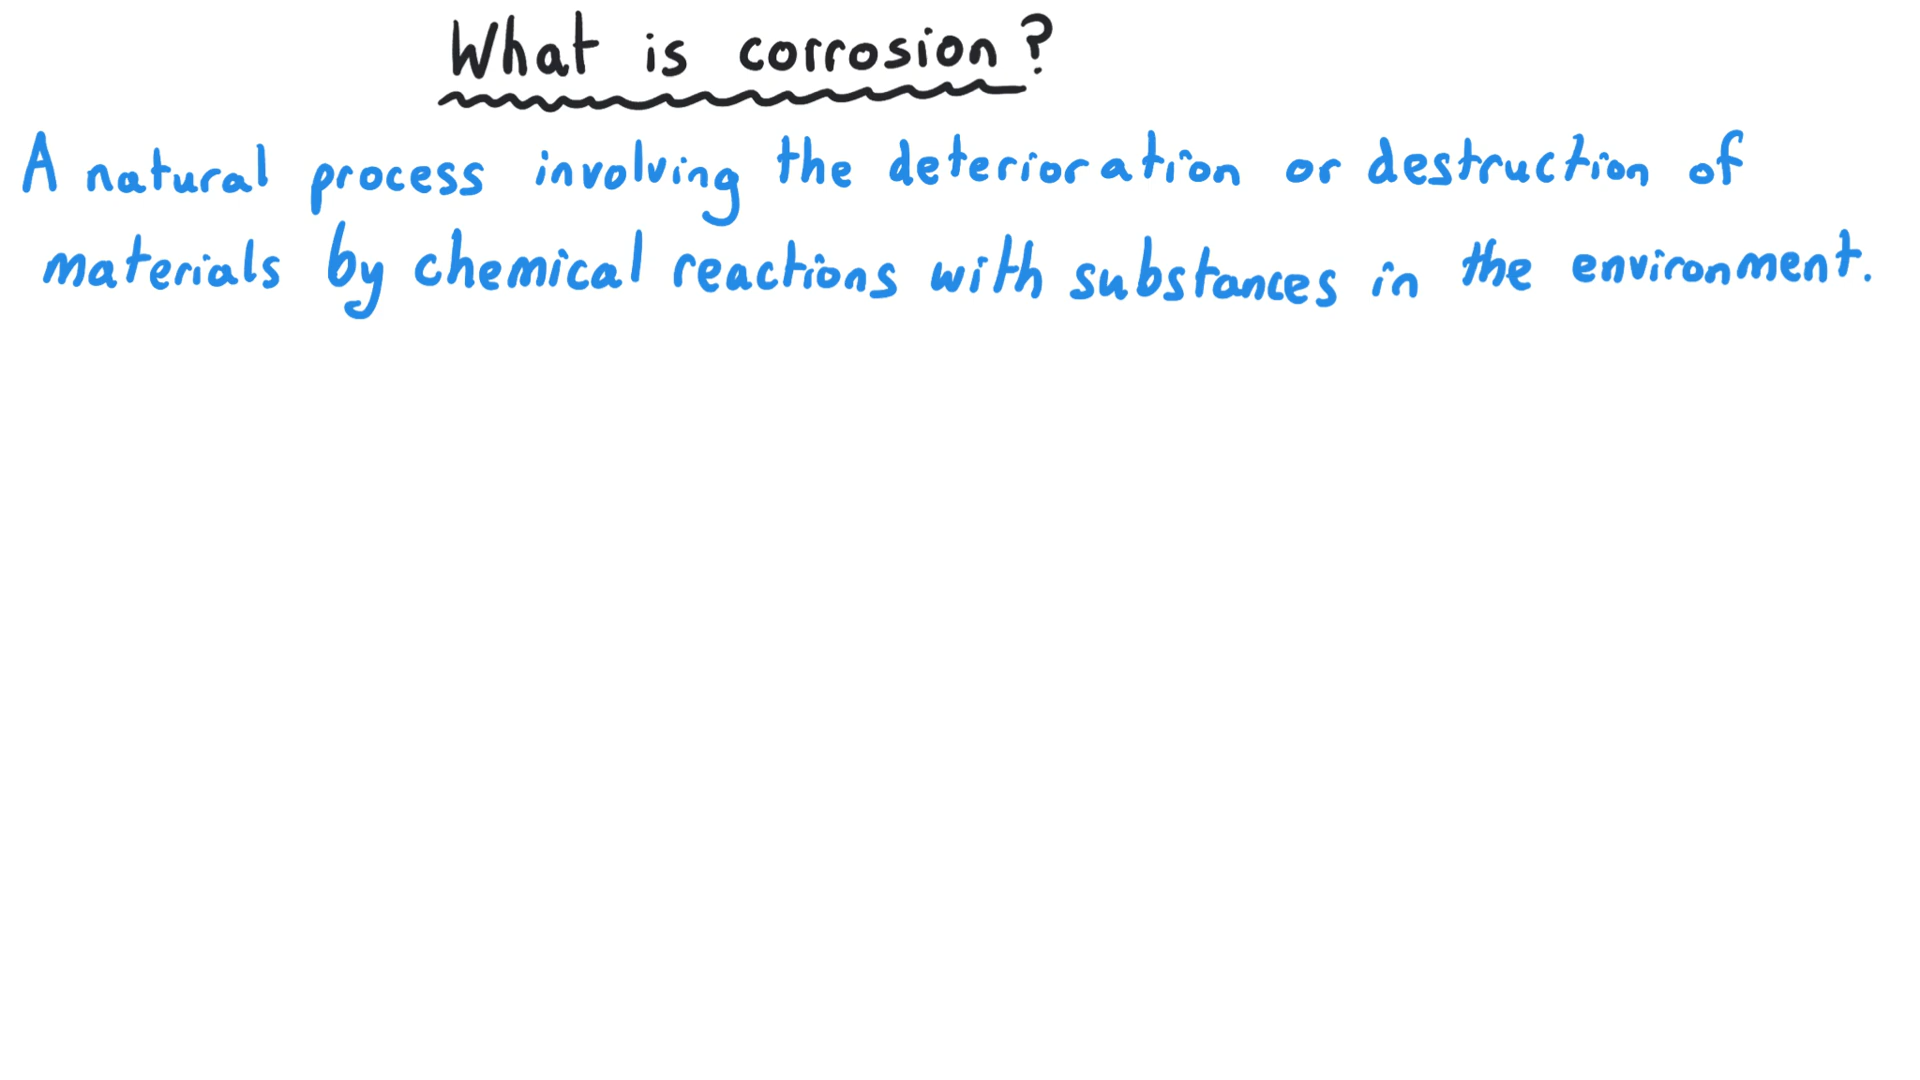 What is corrosion?
A natural process involving the deterioration or destruction of
materials by chemical reactions with substances in the environment.